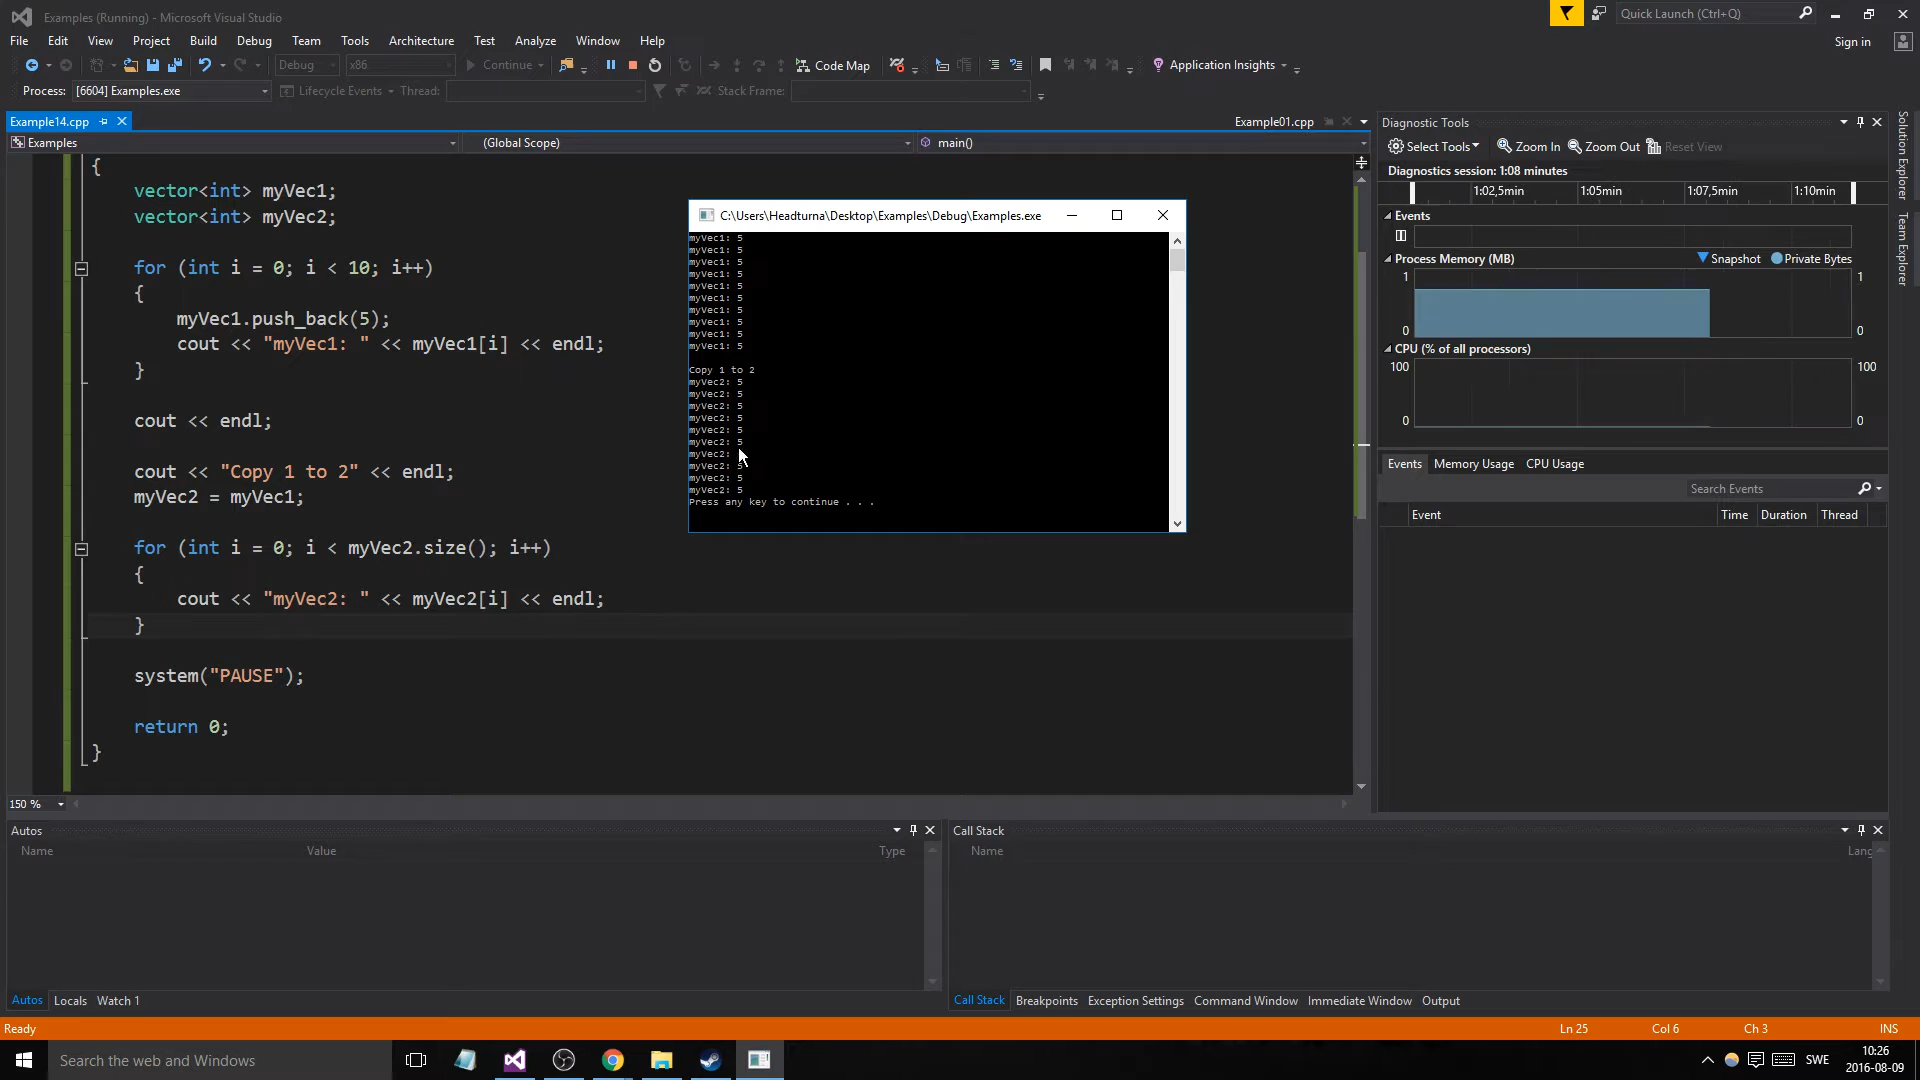 Examples (Running) - Microsoft Visual Studio
Quick Launch (Ctrl+Q)
File Edit View Project Build Debug Team Tools Architecture Test Analyze Window Help
Sign in
Debug x86 Continue Code Map Application Insights
Process: [6604] Examples.exe Lifecycle Events Thread: Stack Frame:
Example14.cpp Example01.cpp
Examples (Global Scope) main()
{
vector<int> myVec1;
vector<int> myVec2;
for (int i = 0; i < 10; i++)
{
myVec1.push_back(5);
cout << "myVec1: " << myVec1[i] << endl;
}
cout << endl;
cout << "Copy 1 to 2" << endl;
myVec2 = myVec1;
for (int i = 0; i < myVec2.size(); i++)
{
cout << "myVec2: " << myVec2[i] << endl;
}
system("PAUSE");
return 0;
}
150 %
C:\Users\Headturna\Desktop\Examples\Debug\Examples.exe
myVec1: 5
myVec1: 5
myVec1: 5
myVec1: 5
myVec1: 5
myVec1: 5
myVec1: 5
myVec1: 5
myVec1: 5
myVec1: 5
Copy 1 to 2
myVec2: 5
myVec2: 5
myVec2: 5
myVec2: 5
myVec2: 5
myVec2: 5
myVec2:
myVec2: 5
myVec2: 5
myVec2: 5
Press any key to continue . . .
Diagnostic Tools
Select Tools Zoom In Zoom Out Reset View
Diagnostics session: 1:08 minutes
1:02,5min 1:05min 1:07,5min 1:10min
Events
Process Memory (MB) Snapshot Private Bytes
1 1
0 0
CPU (% of all processors)
100 100
0 0
Events Memory Usage CPU Usage
Search Events
Event Time Duration Thread
Solution Explorer
Team Explorer
Autos
Name Value Type
Autos Locals Watch 1
Call Stack
Name Lang
Call Stack Breakpoints Exception Settings Command Window Immediate Window Output
Ready Ln 25 Col 6 Ch 3 INS
Search the web and Windows
SWE
10:26
2016-08-09